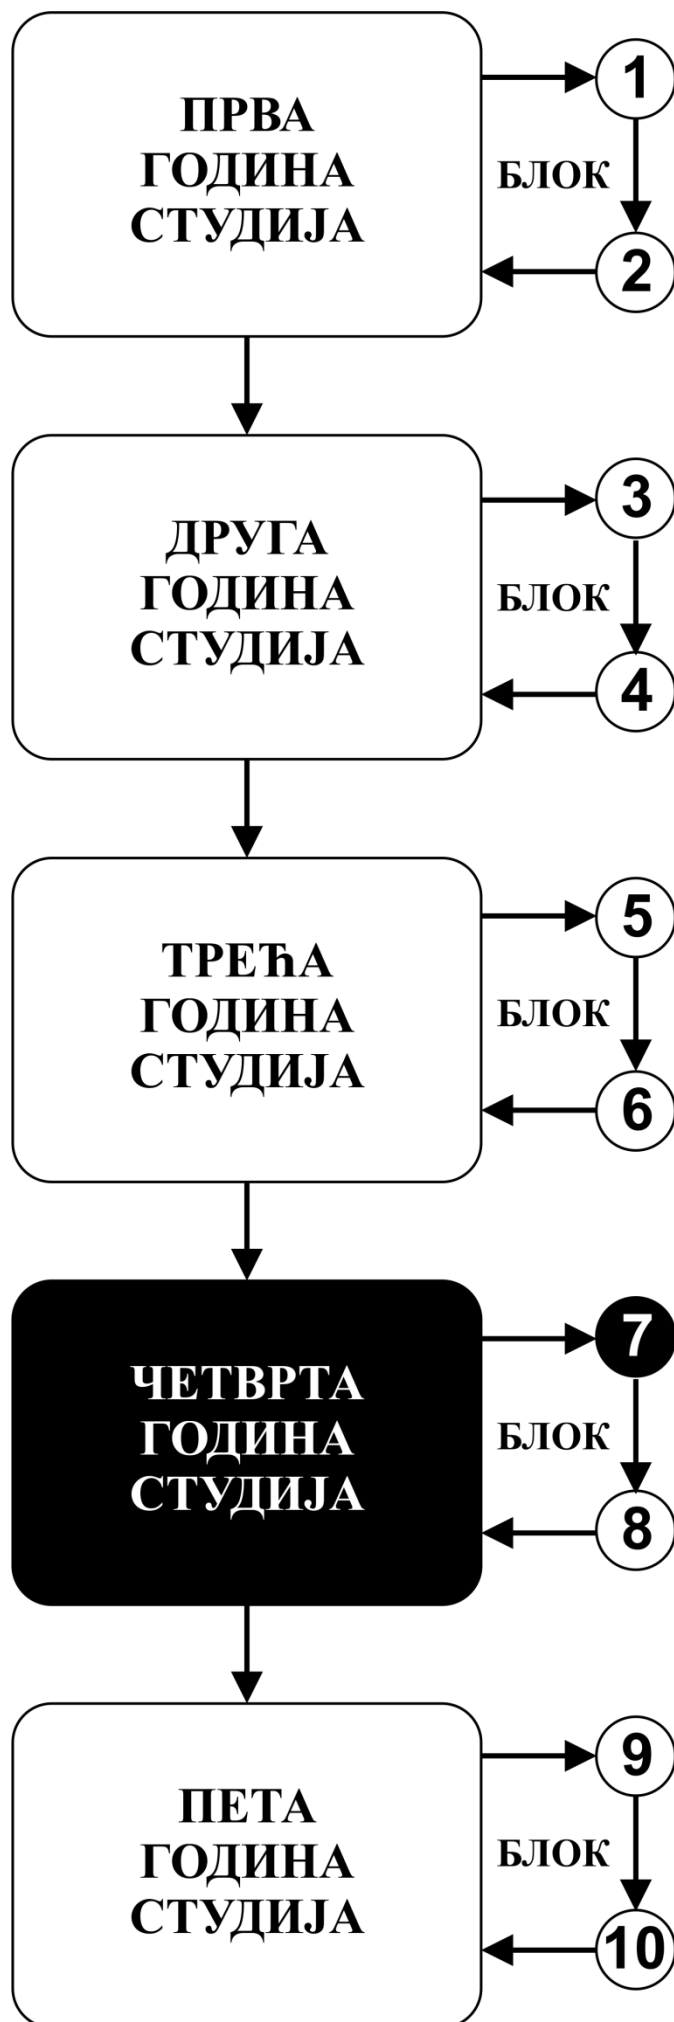 ПРВА
ГОДИНА
СТУДИЈА
1
БЛОК
2
ДРУГА
ГОДИНА
СТУДИЈА
3
БЛОК
4
ТРЕЋА
ГОДИНА
СТУДИЈА
5
БЛОК
6
ЧЕТВРТА
ГОДИНА
СТУДИЈА
7
БЛОК
8
ПЕТА
ГОДИНА
СТУДИЈА
9
БЛОК
10